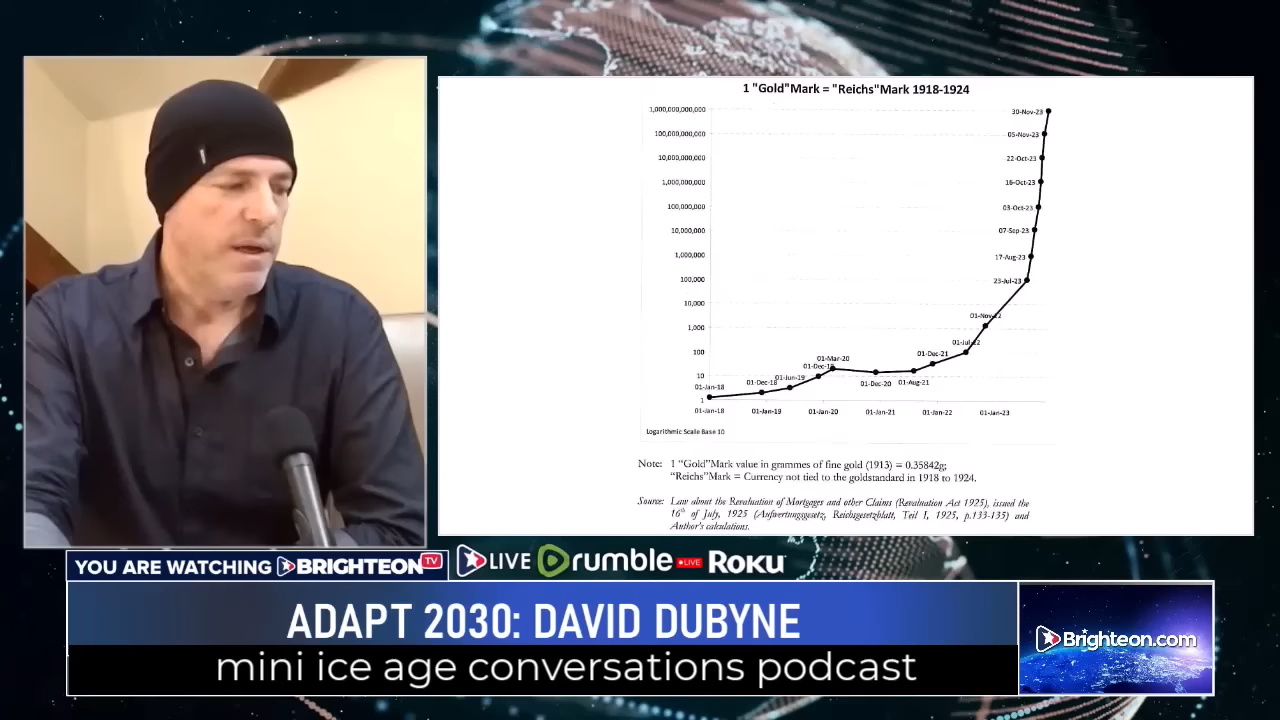 1 "Gold"Mark = "Reichs"Mark 1918-1924
1,000,000,000,000
100,000,000,000
10,000,000,000
1,000,000,000
100,000,000
10,000,000
1,000,000
100,000
10,000
1,000
100
10
1
30-Nov-23
05-Nov-23
22-Oct-23
16-Oct-23
03-Oct-23
07-Sep-23
17-Aug-23
23-Jul-23
01-Nov-22
01-Jul-22
01-Dec-21
01-Aug-21
01-Dec-20
01-Mar-20
01-Jun-19
01-Dec-18
01-Jan-18
01-Jan-18
01-Jan-19
01-Jan-20
01-Jan-21
01-Jan-22
01-Jan-23
Logarithmic Scale Base 10
Note: 1 "Gold"Mark value in grammes of fine gold (1913) = 0.35842g;
"Reichs"Mark = Currency not tied to the goldstandard in 1918 to 1924.
Source: Law about the Revaluation of Mortgages and other Claims (Revaluation Act 1925), issued the
16th of July, 1925 (Aufwertungsgesetz, Reichsgesetzblatt, Teil I, 1925, p.133-135) and
Author's calculations.
YOU ARE WATCHING BRIGHTEON TV
LIVE rumble LIVE Roku
ADAPT 2030: DAVID DUBYNE
mini ice age conversations podcast
Brighteon.com